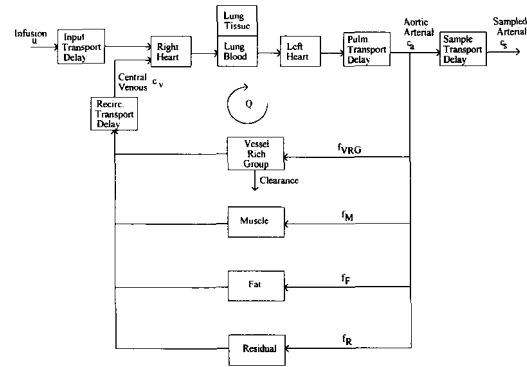 Infusion
u
Input
Transport
Delay
Right
Heart
Lung
Tissue
Lung
Blood
Left
Heart
Pulm.
Transport
Delay
Aortic
Arterial
c_a
Sample
Transport
Delay
Sampled
Arterial
c_s
Central
Venous c_v
Recirc.
Transport
Delay
Q
Vessel
Rich
Group
f_VRG
Clearance
Muscle
f_M
Fat
f_F
Residual
f_R